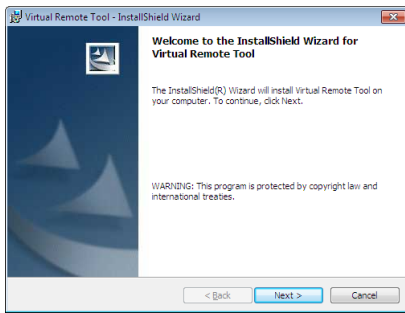 Virtual Remote Tool - InstallShield Wizard
Welcome to the InstallShield Wizard for
Virtual Remote Tool
The InstallShield(R) Wizard will install Virtual Remote Tool on
your computer. To continue, click Next.
WARNING: This program is protected by copyright law and
international treaties.
< Back
Next >
Cancel